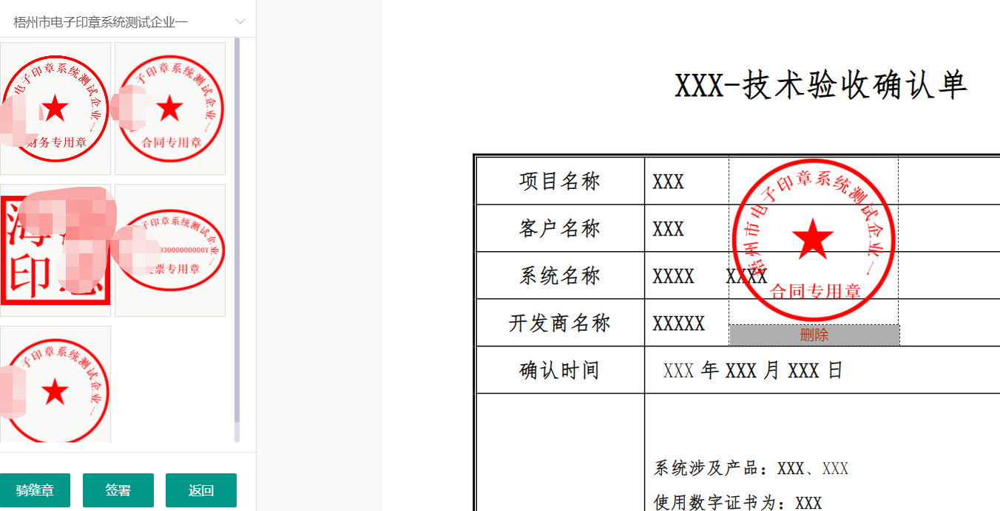 梧州市电子印章系统测试企业一
电子印章系统测试企业一
财务专用章
子印章系统测试企业一
合同专用章
印
子印章系统测试企业一
03000000000Y
票专用章
子印章系统测试企业一
骑缝章
签署
返回
XXX-技术验收确认单
项目名称 XXX
客户名称 XXX
系统名称 XXXX XXXX
开发商名称 XXXXX
梧州市电子印章系统测试企业一
合同专用章
删除
确认时间 XXX 年 XXX 月 XXX 日
系统涉及产品：XXX、XXX
使用数字证书为：XXX